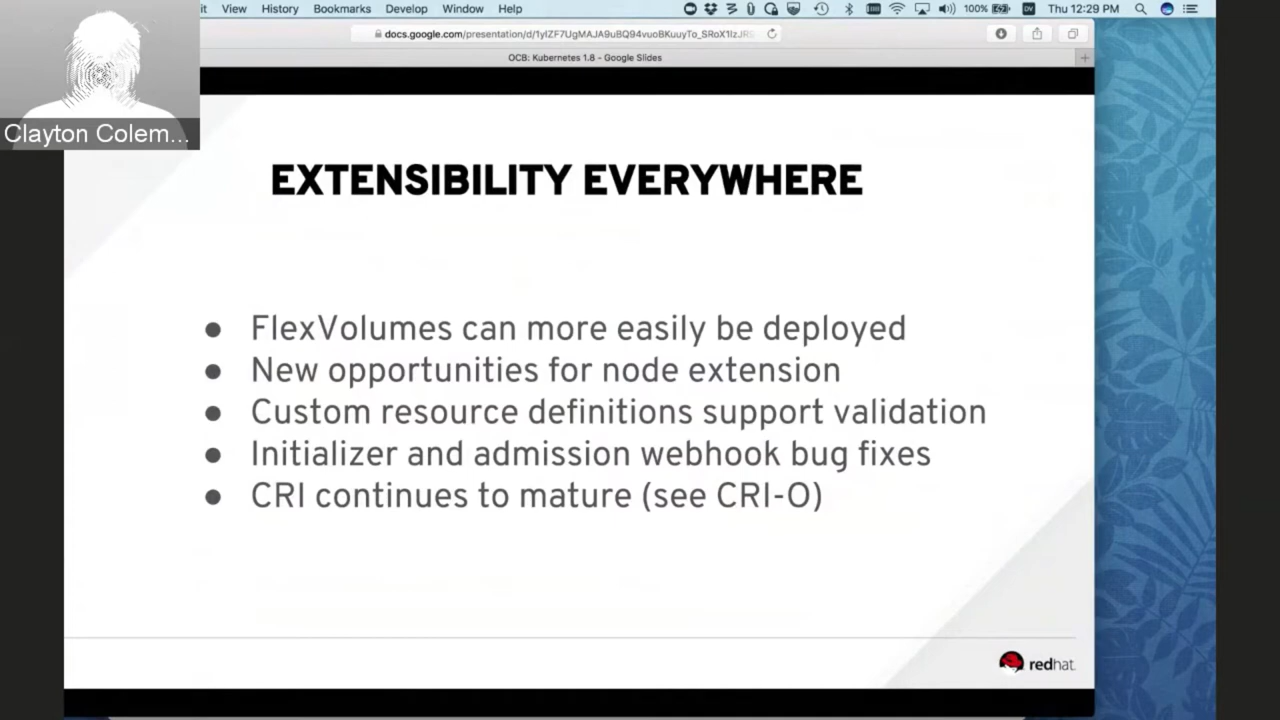 it View History Bookmarks Develop Window Help 100% Thu 12:29 PM
docs.google.com/presentation/d/1yIZF7UgMAJA9uBQ94vuoBKuuyTo_SRoX1IzJRS
OCB: Kubernetes 1.8 - Google Slides
Clayton Colem...
EXTENSIBILITY EVERYWHERE
● FlexVolumes can more easily be deployed
● New opportunities for node extension
● Custom resource definitions support validation
● Initializer and admission webhook bug fixes
● CRI continues to mature (see CRI-O)
redhat.